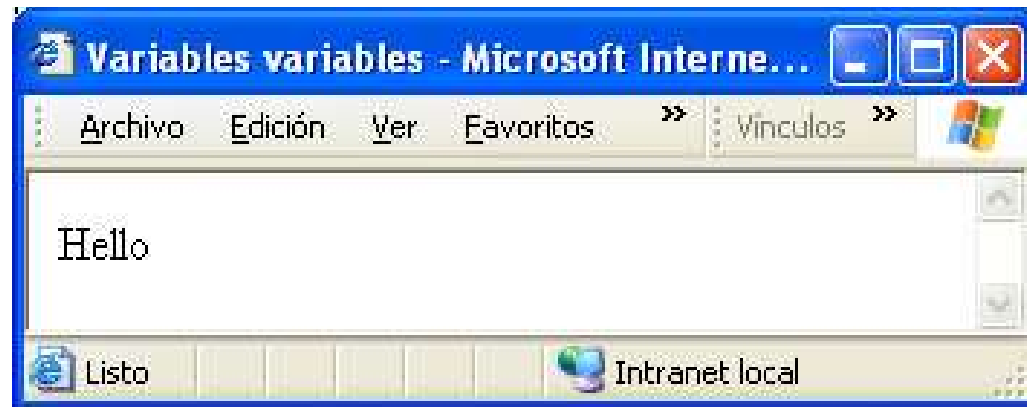 Variables variables - Microsoft Interne...
Archivo Edición Ver Favoritos » Vínculos »
Hello
Listo Intranet local